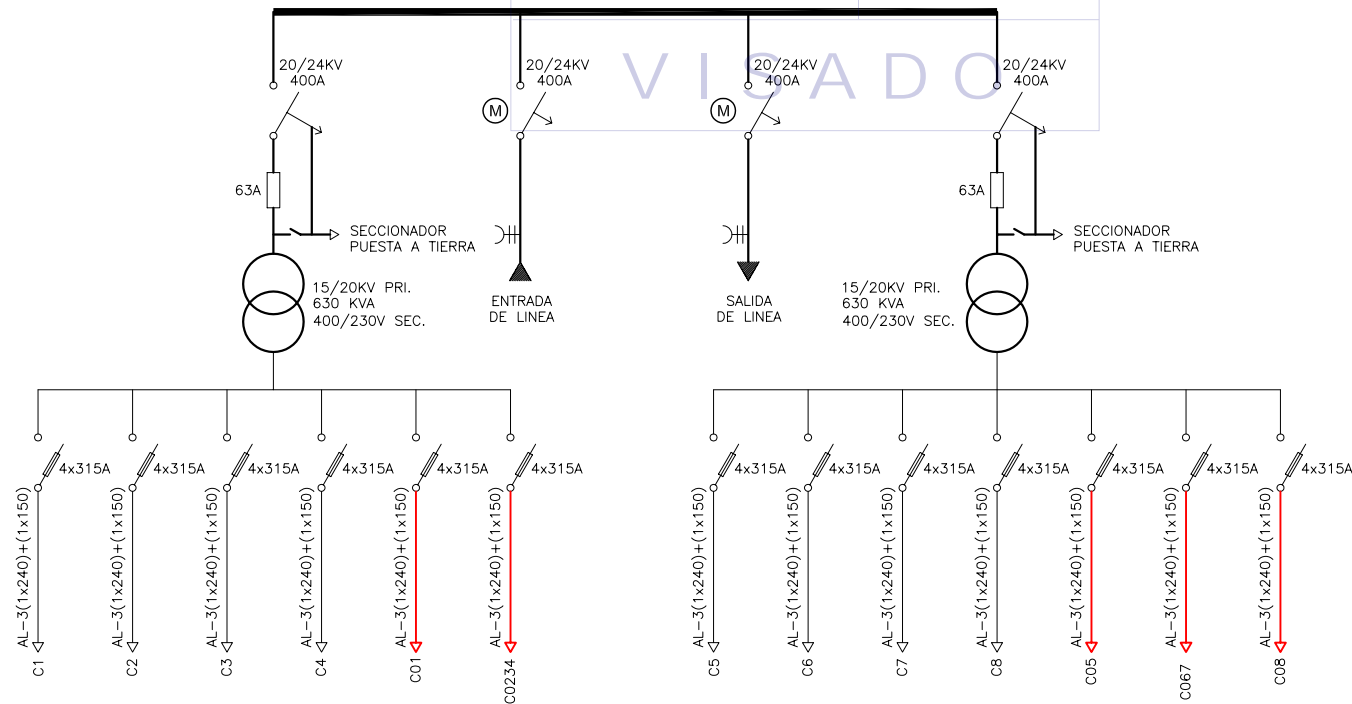 VISADO
20/24KV
400A
20/24KV
400A
20/24KV
400A
20/24KV
400A
M
M
63A
63A
SECCIONADOR
PUESTA A TIERRA
SECCIONADOR
PUESTA A TIERRA
15/20KV PRI.
630 KVA
400/230V SEC.
ENTRADA
DE LINEA
SALIDA
DE LINEA
15/20KV PRI.
630 KVA
400/230V SEC.
4x315A
4x315A
4x315A
4x315A
4x315A
4x315A
4x315A
4x315A
4x315A
4x315A
4x315A
4x315A
4x315A
AL-3(1x240)+(1x150)
AL-3(1x240)+(1x150)
AL-3(1x240)+(1x150)
AL-3(1x240)+(1x150)
AL-3(1x240)+(1x150)
AL-3(1x240)+(1x150)
AL-3(1x240)+(1x150)
AL-3(1x240)+(1x150)
AL-3(1x240)+(1x150)
AL-3(1x240)+(1x150)
AL-3(1x240)+(1x150)
AL-3(1x240)+(1x150)
AL-3(1x240)+(1x150)
C1
C2
C3
C4
C01
C0234
C5
C6
C7
C8
C05
C067
C08